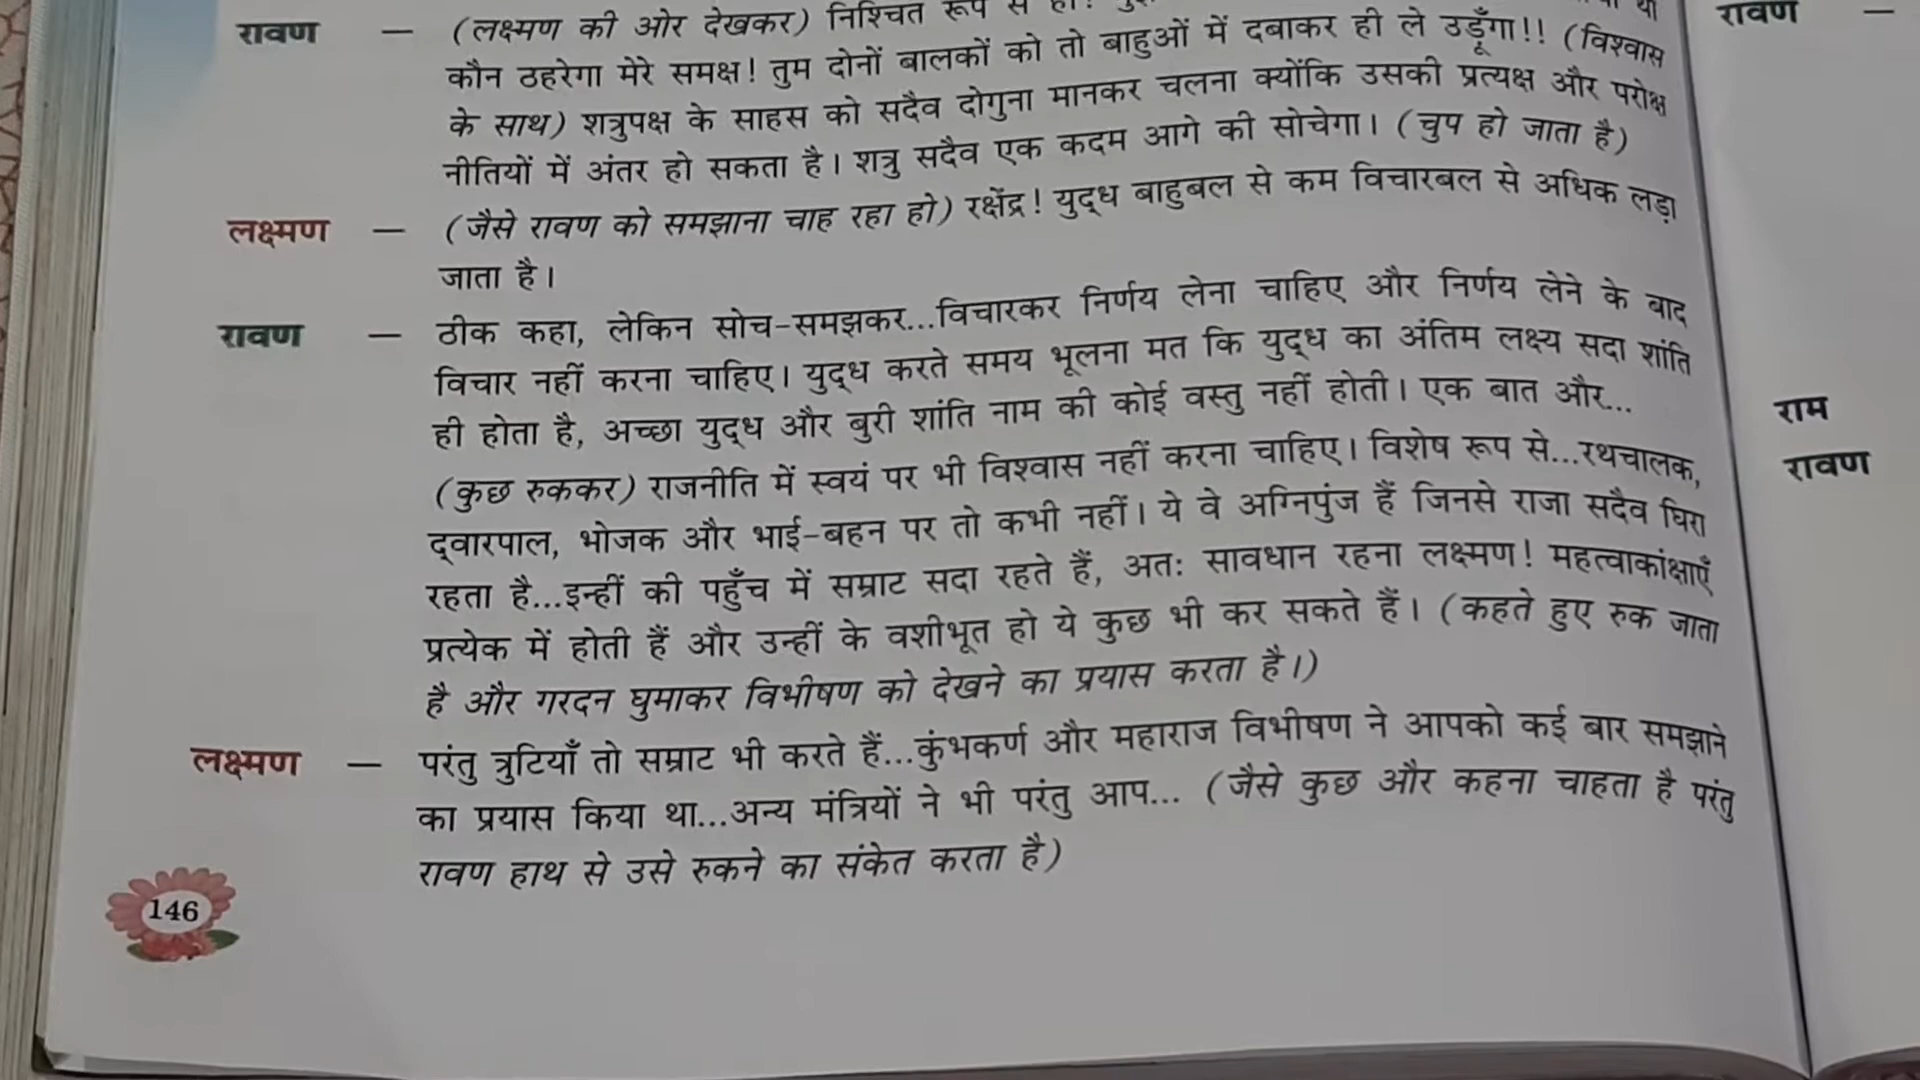 रावण — (लक्ष्मण की ओर देखकर) निश्चित रूप से
कौन ठहरेगा मेरे समक्ष! तुम दोनों बालकों को तो बाहुओं में दबाकर ही ले उड़ूँगा!! (विश्वास
के साथ) शत्रुपक्ष के साहस को सदैव दोगुना मानकर चलना क्योंकि उसकी प्रत्यक्ष और परोक्ष
नीतियों में अंतर हो सकता है। शत्रु सदैव एक कदम आगे की सोचेगा। (चुप हो जाता है)
लक्ष्मण — (जैसे रावण को समझाना चाह रहा हो) रक्षेंद्र! युद्ध बाहुबल से कम विचारबल से अधिक लड़ा
जाता है।
रावण — ठीक कहा, लेकिन सोच-समझकर...विचारकर निर्णय लेना चाहिए और निर्णय लेने के बाद
विचार नहीं करना चाहिए। युद्ध करते समय भूलना मत कि युद्ध का अंतिम लक्ष्य सदा शांति
ही होता है, अच्छा युद्ध और बुरी शांति नाम की कोई वस्तु नहीं होती। एक बात और...
(कुछ रुककर) राजनीति में स्वयं पर भी विश्वास नहीं करना चाहिए। विशेष रूप से...रथचालक,
द्वारपाल, भोजक और भाई-बहन पर तो कभी नहीं। ये वे अग्निपुंज हैं जिनसे राजा सदैव घिरा
रहता है...इन्हीं की पहुँच में सम्राट सदा रहते हैं, अतः सावधान रहना लक्ष्मण! महत्वाकांक्षाएँ
प्रत्येक में होती हैं और उन्हीं के वशीभूत हो ये कुछ भी कर सकते हैं। (कहते हुए रुक जाता
है और गरदन घुमाकर विभीषण को देखने का प्रयास करता है।)
लक्ष्मण — परंतु त्रुटियाँ तो सम्राट भी करते हैं...कुंभकर्ण और महाराज विभीषण ने आपको कई बार समझाने
का प्रयास किया था...अन्य मंत्रियों ने भी परंतु आप... (जैसे कुछ और कहना चाहता है परंतु
रावण हाथ से उसे रुकने का संकेत करता है)
146
रावण —
राम
रावण